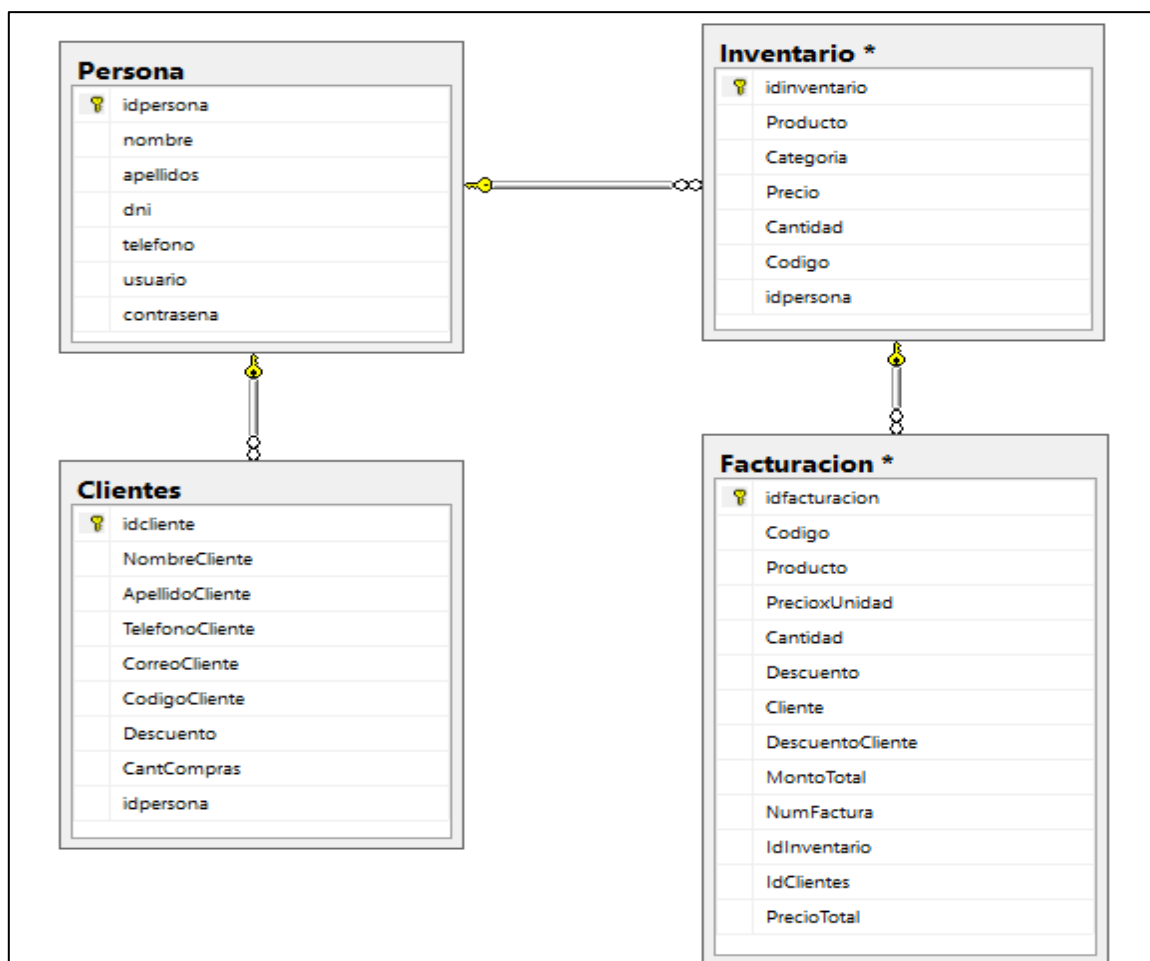 Persona
idpersona
nombre
apellidos
dni
telefono
usuario
contrasena
Inventario *
idinventario
Producto
Categoria
Precio
Cantidad
Codigo
idpersona
Clientes
idcliente
NombreCliente
ApellidoCliente
TelefonoCliente
CorreoCliente
CodigoCliente
Descuento
CantCompras
idpersona
Facturacion *
idfacturacion
Codigo
Producto
PrecioxUnidad
Cantidad
Descuento
Cliente
DescuentoCliente
MontoTotal
NumFactura
IdInventario
IdClientes
PrecioTotal